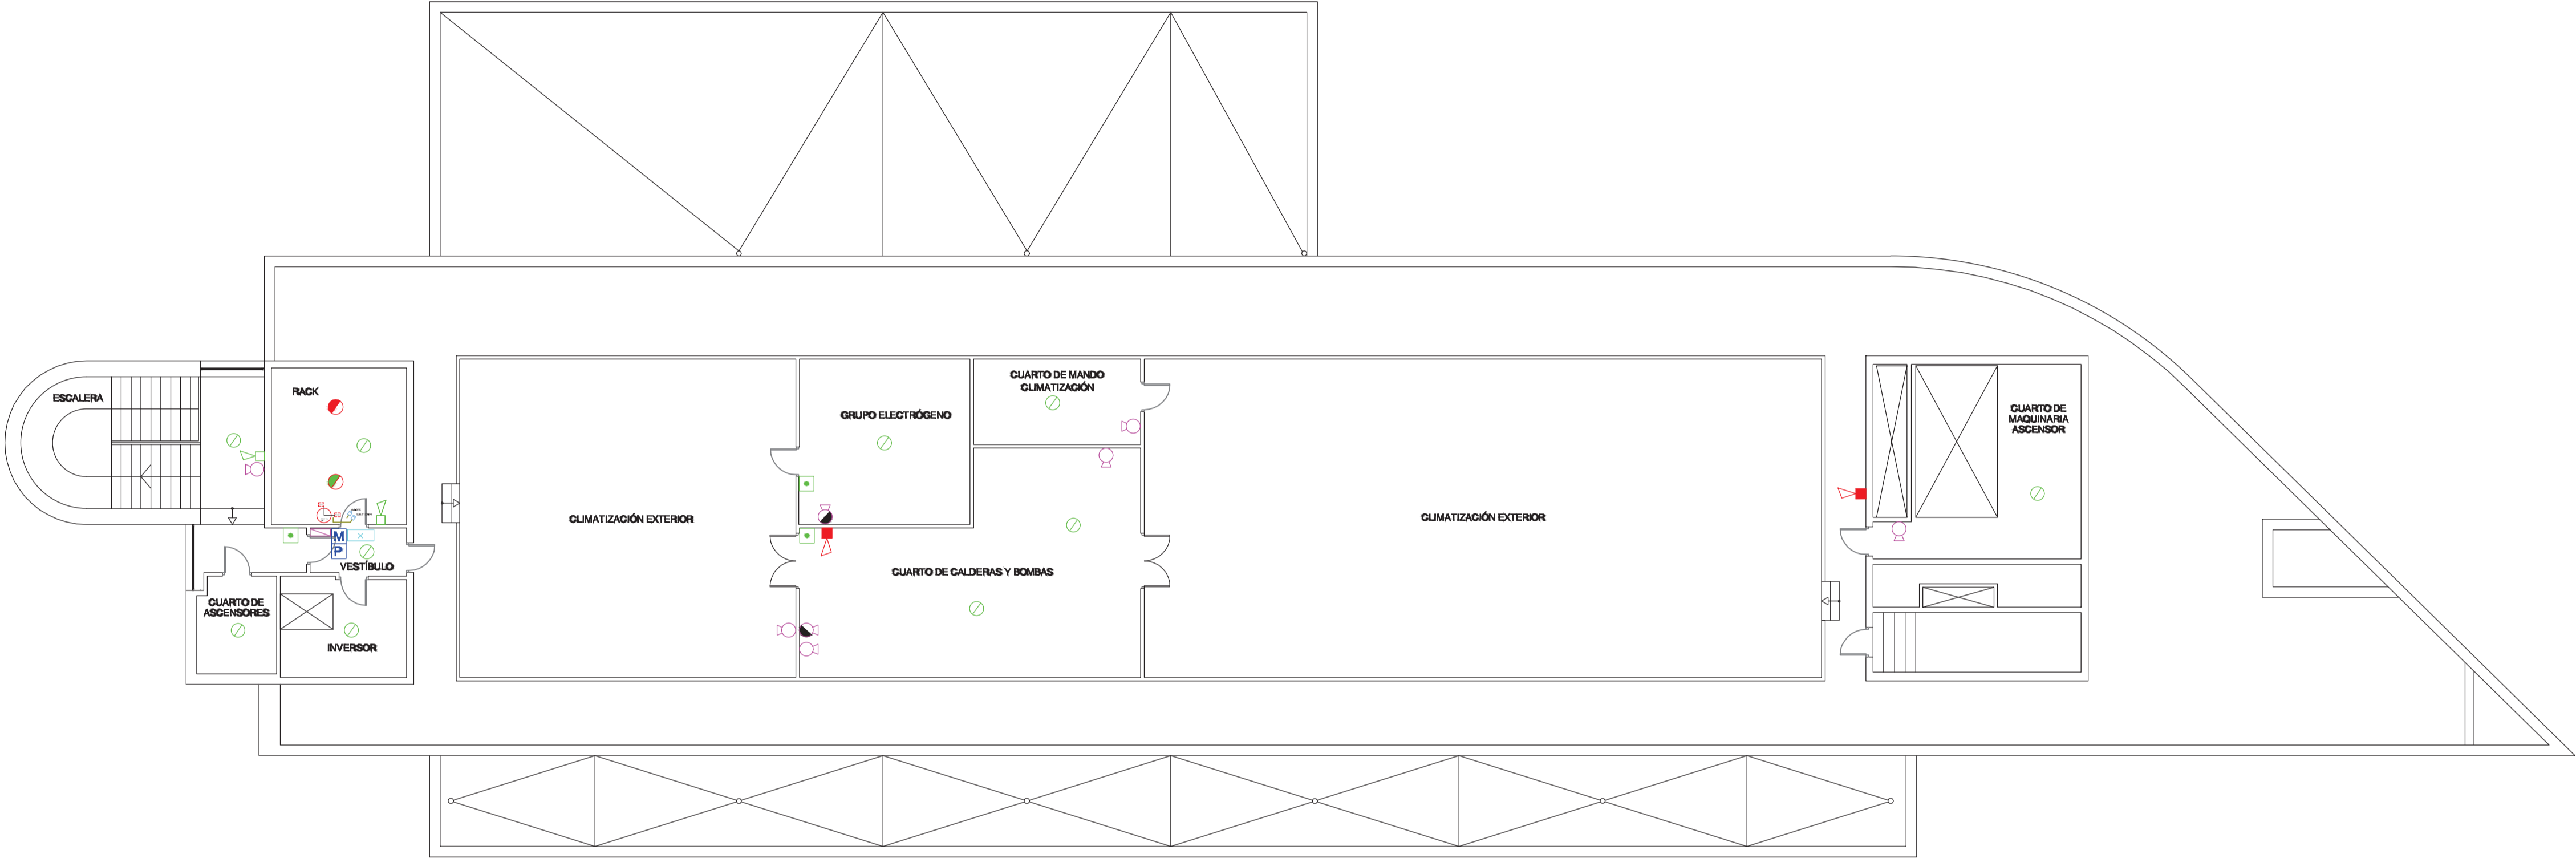 ESCALERA
RACK
M
P
VESTÍBULO
CUARTO DE
ASCENSORES
INVERSOR
CLIMATIZACIÓN EXTERIOR
GRUPO ELECTRÓGENO
CUARTO DE MANDO
CLIMATIZACIÓN
CUARTO DE CALDERAS Y BOMBAS
CLIMATIZACIÓN EXTERIOR
CUARTO DE
MAQUINARIA
ASCENSOR